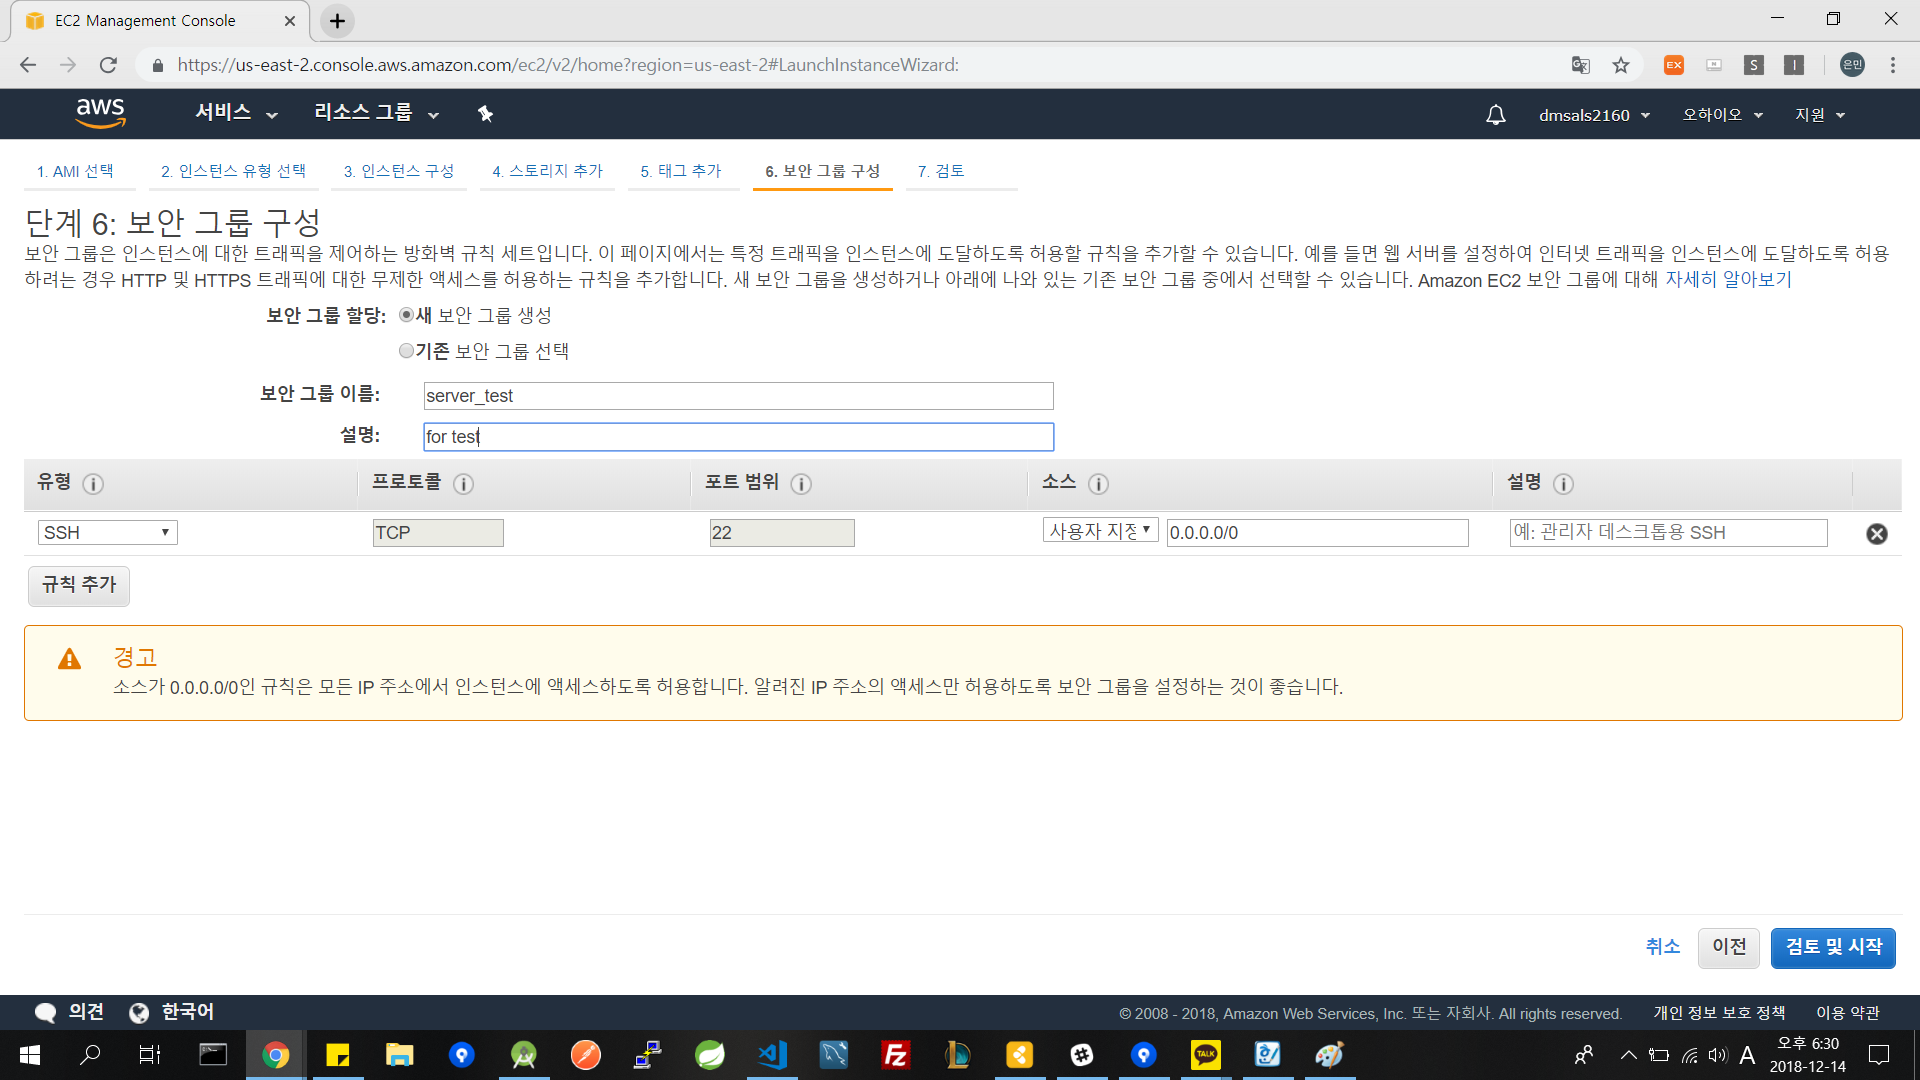 EC2 Management Console
https://us-east-2.console.aws.amazon.com/ec2/v2/home?region=us-east-2#LaunchInstanceWizard:
EX
S
I
은민
aws 서비스 리소스 그룹 dmsals2160 오하이오 지원
1. AMI 선택 2. 인스턴스 유형 선택 3. 인스턴스 구성 4. 스토리지 추가 5. 태그 추가 6. 보안 그룹 구성 7. 검토
단계 6: 보안 그룹 구성
보안 그룹은 인스턴스에 대한 트래픽을 제어하는 방화벽 규칙 세트입니다. 이 페이지에서는 특정 트래픽을 인스턴스에 도달하도록 허용할 규칙을 추가할 수 있습니다. 예를 들면 웹 서버를 설정하여 인터넷 트래픽을 인스턴스에 도달하도록 허용
하려는 경우 HTTP 및 HTTPS 트래픽에 대한 무제한 액세스를 허용하는 규칙을 추가합니다. 새 보안 그룹을 생성하거나 아래에 나와 있는 기존 보안 그룹 중에서 선택할 수 있습니다. Amazon EC2 보안 그룹에 대해 자세히 알아보기
보안 그룹 할당: 새 보안 그룹 생성
기존 보안 그룹 선택
보안 그룹 이름: server_test
설명: for test
유형 프로토콜 포트 범위 소스 설명
SSH TCP 22 사용자 지정 0.0.0.0/0 예: 관리자 데스크톱용 SSH
규칙 추가
경고
소스가 0.0.0.0/0인 규칙은 모든 IP 주소에서 인스턴스에 액세스하도록 허용합니다. 알려진 IP 주소의 액세스만 허용하도록 보안 그룹을 설정하는 것이 좋습니다.
취소 이전 검토 및 시작
의견 한국어 © 2008 - 2018, Amazon Web Services, Inc. 또는 자회사. All rights reserved. 개인 정보 보호 정책 이용 약관
Fz
TALK
A
오후 6:30
2018-12-14